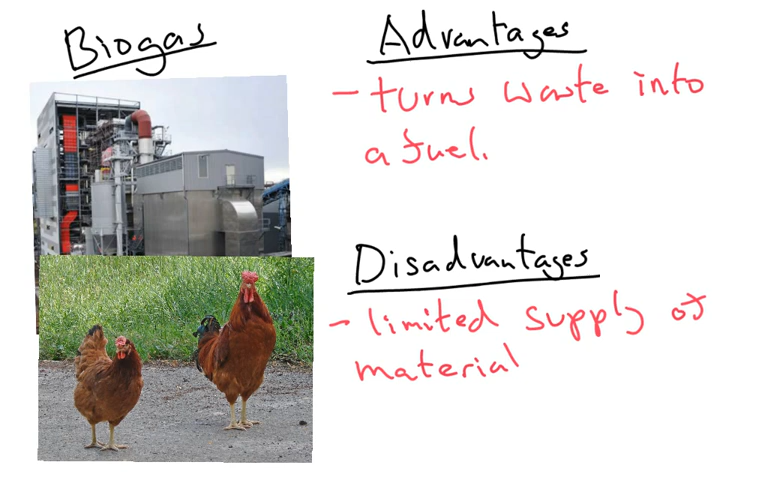 Biogas
Advantages
- turns waste into
a fuel.
Disadvantages
- limited supply of
material